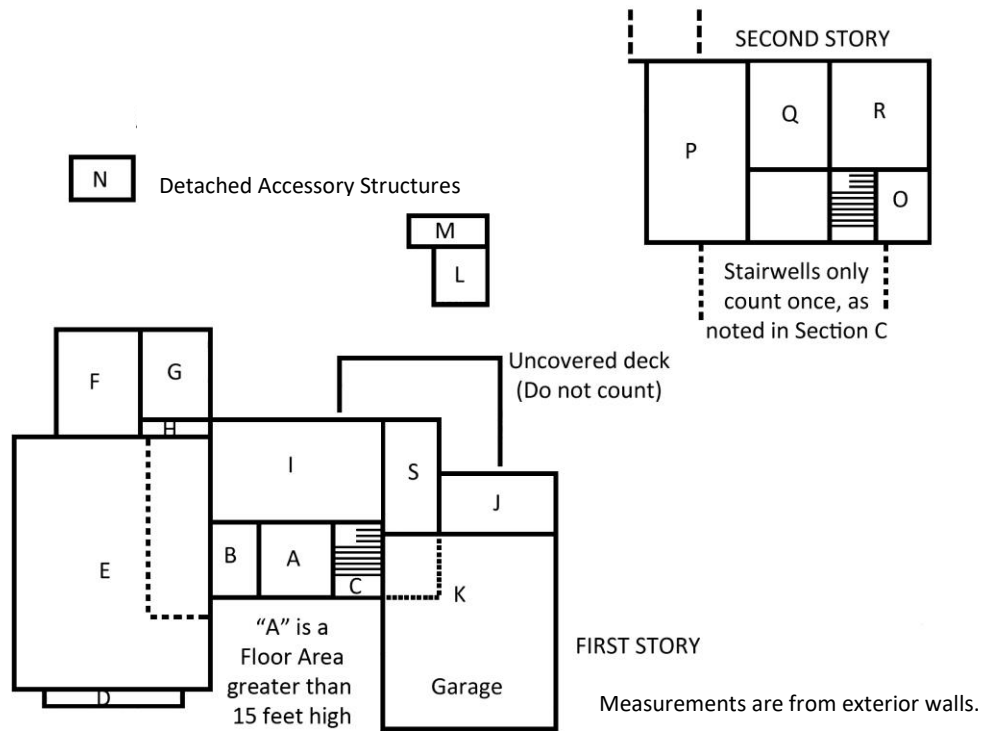 SECOND STORY
Q
R
P
O
N
Detached Accessory Structures
M
L
Stairwells only
count once, as
noted in Section C
Uncovered deck
(Do not count)
F
G
H
I
S
J
B
A
C
E
K
"A" is a
Floor Area
greater than
15 feet high
D
Garage
FIRST STORY
Measurements are from exterior walls.